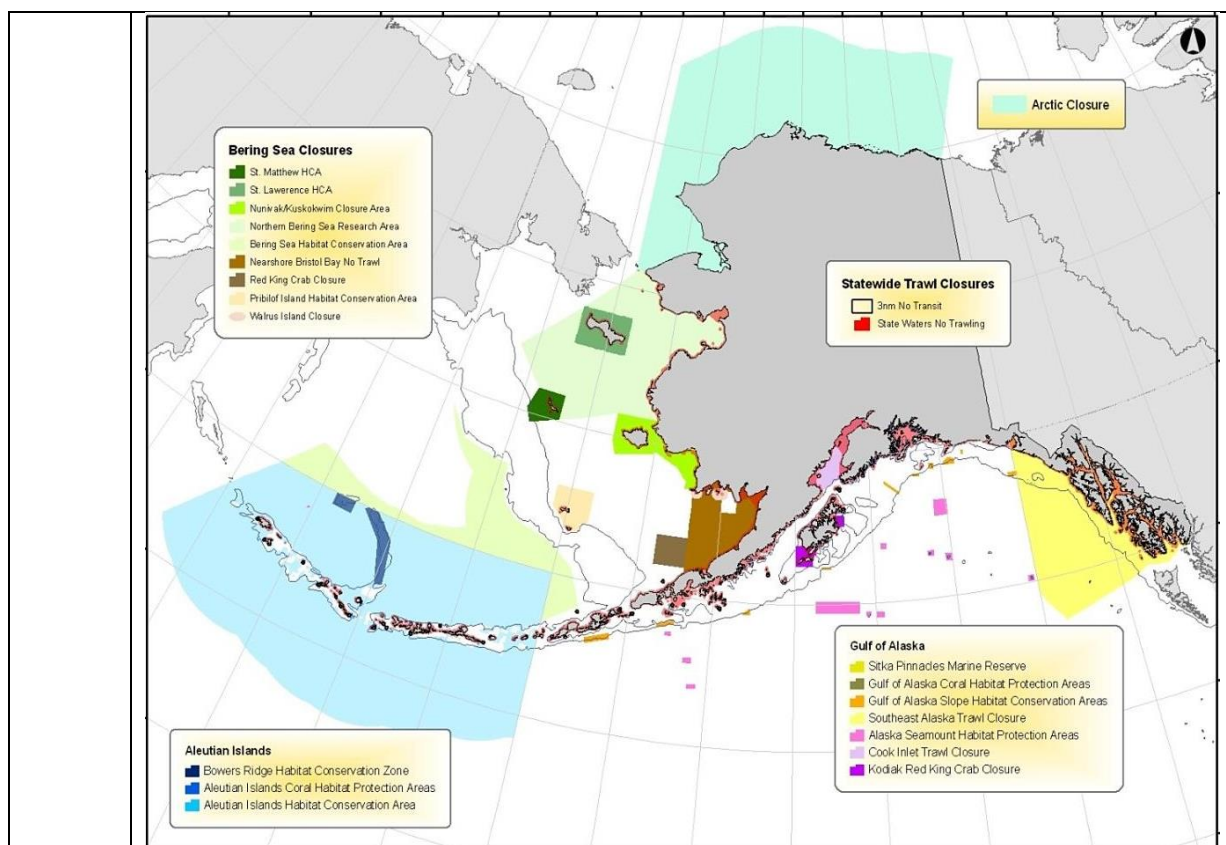 Arctic Closure
Bering Sea Closures
St. Matthew HCA
St. Lawerence HCA
Nunivak/Kuskokwim Closure Area
Northern Bering Sea Research Area
Bering Sea Habitat Conservation Area
Nearshore Bristol Bay No Trawl
Red King Crab Closure
Pribilof Island Habitat Conservation Area
Walrus Island Closure
Statewide Trawl Closures
3nm No Transit
State Waters No Trawling
Gulf of Alaska
Sitka Pinnacles Marine Reserve
Gulf of Alaska Coral Habitat Protection Areas
Gulf of Alaska Slope Habitat Conservation Areas
Southeast Alaska Trawl Closure
Alaska Seamount Habitat Protection Areas
Cook Inlet Trawl Closure
Kodiak Red King Crab Closure
Aleutian Islands
Bowers Ridge Habitat Conservation Zone
Aleutian Islands Coral Habitat Protection Areas
Aleutian Islands Habitat Conservation Area